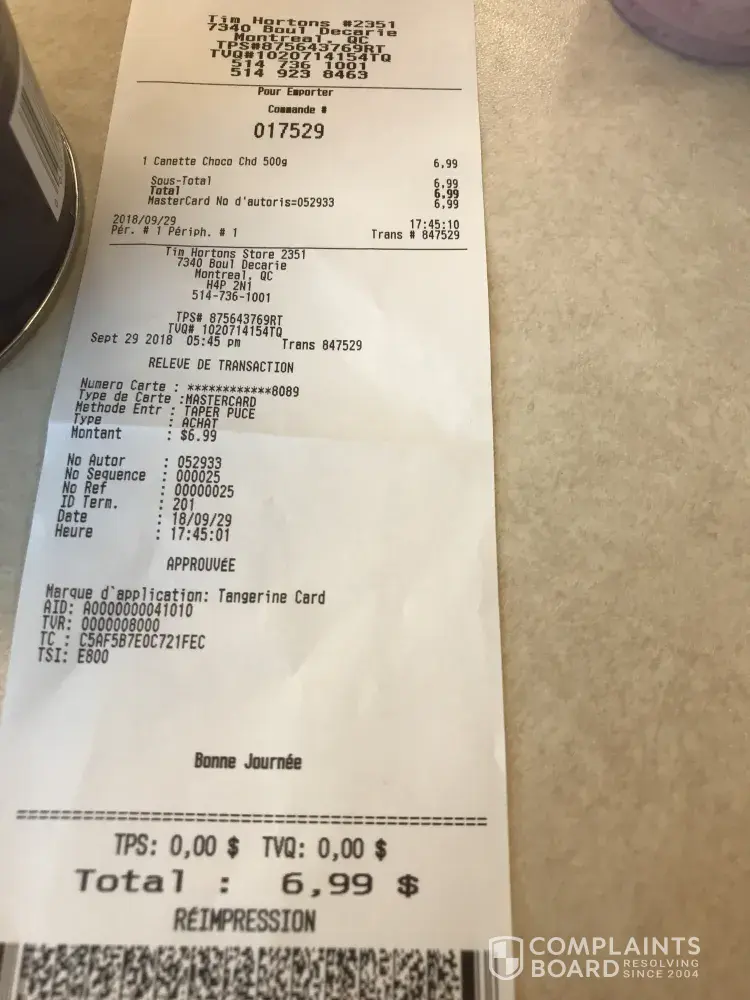 Tim Hortons #2351
7340 Boul Decarie
Montreal, QC
TPS#875643769RT
TVQ#1020714154TQ
514 736 1001
514 923 8463
Pour Emporter
Commande #
017529
1 Canette Choco Chd 500g 6,99
Sous-Total 6,99
Total 6,99
MasterCard No d'autoris=052933 6,99
2018/09/29 17:45:10
Pér. # 1 Périph. # 1 Trans # 847529
Tim Hortons Store 2351
7340 Boul Decarie
Montreal, QC
H4P 2N1
514-736-1001
TPS# 875643769RT
TVQ# 1020714154TQ
Sept 29 2018 05:45 pm Trans 847529
RELEVE DE TRANSACTION
Numero Carte : ************8089
Type de Carte :MASTERCARD
Methode Entr : TAPER PUCE
Type : ACHAT
Montant : $6.99
No Autor : 052933
No Sequence : 000025
No Ref : 00000025
ID Term. : 201
Date : 18/09/29
Heure : 17:45:01
APPROUVÉE
Marque d'application: Tangerine Card
AID: A0000000041010
TVR: 0000008000
TC : C5AF5B7E0C721FEC
TSI: E800
Bonne Journée
==================================================
TPS: 0,00 $ TVQ: 0,00 $
Total : 6,99 $
RÉIMPRESSION
COMPLAINTS
BOARD RESOLVING SINCE 2004